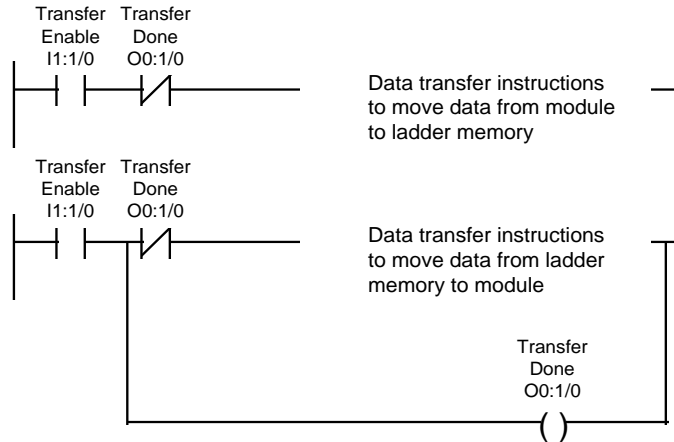 Transfer Transfer
Enable Done
I1:1/0 O0:1/0
Data transfer instructions
to move data from module
to ladder memory
Transfer Transfer
Enable Done
I1:1/0 O0:1/0
Data transfer instructions
to move data from ladder
memory to module
Transfer
Done
O0:1/0
( )